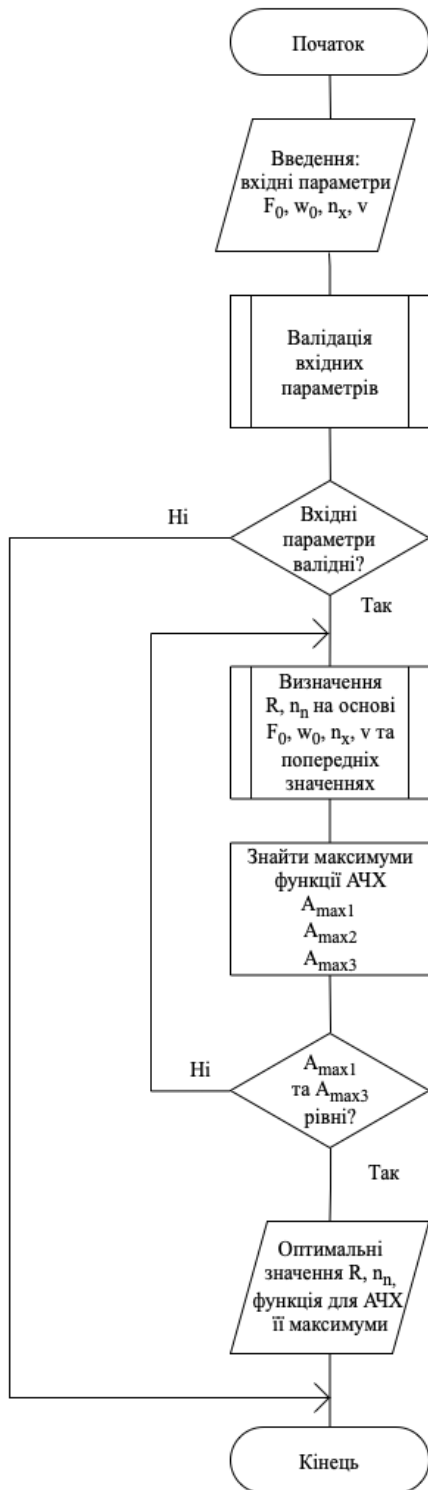 Початок
Введення:
вхідні параметри
F₀, w₀, nₓ, v
Валідація
вхідних
параметрів
Ні
Вхідні
параметри
валідні?
Так
Визначення
R, nₙ на основі
F₀, w₀, nₓ, v та
попередніх
значеннях
Знайти максимуми
функції АЧХ
Aₘₐₓ₁
Aₘₐₓ₂
Aₘₐₓ₃
Ні
Aₘₐₓ₁
та Aₘₐₓ₃
рівні?
Так
Оптимальні
значення R, nₙ,
функція для АЧХ
її максимуми
Кінець